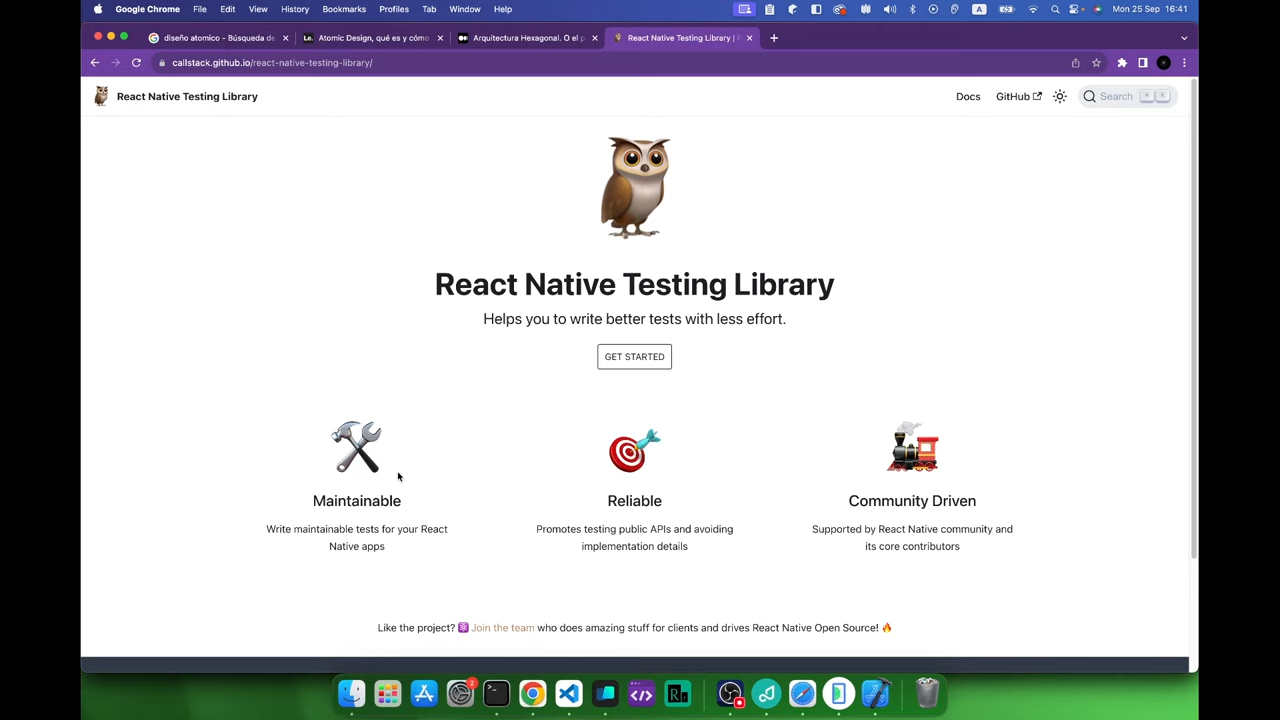 Google Chrome File Edit View History Bookmarks Profiles Tab Window Help
A
Mon 25 Sep 16:41
diseño atomico - Búsqueda de
Le. Atomic Design, qué es y cómo
Arquitectura Hexagonal. O el p
React Native Testing Library |
callstack.github.io/react-native-testing-library/
React Native Testing Library
Docs
GitHub
Search
K
React Native Testing Library
Helps you to write better tests with less effort.
GET STARTED
Maintainable
Write maintainable tests for your React
Native apps
Reliable
Promotes testing public APIs and avoiding
implementation details
Community Driven
Supported by React Native community and
its core contributors
Like the project? Join the team who does amazing stuff for clients and drives React Native Open Source!
2